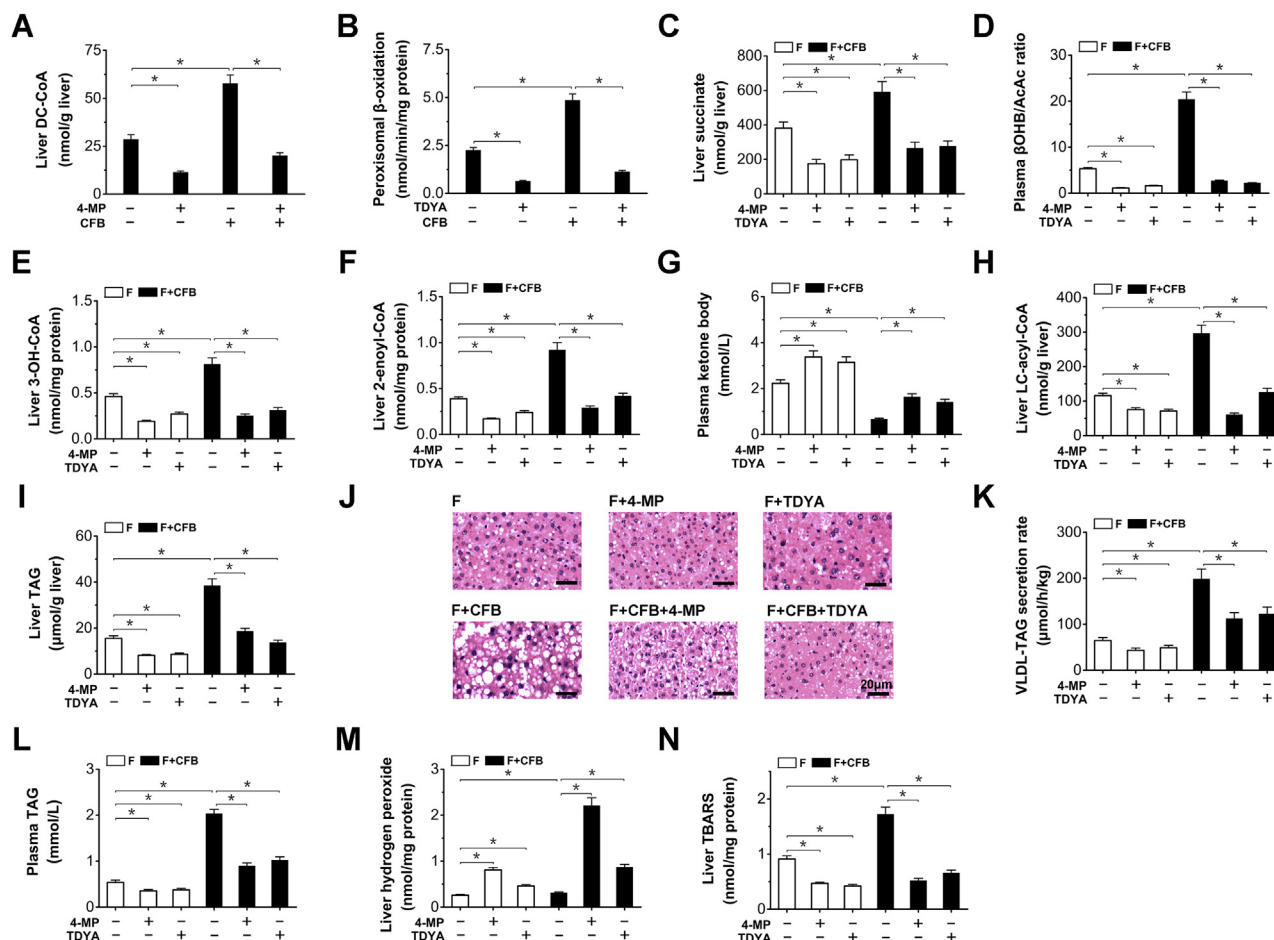 A
Liver DC-CoA
(nmol/g liver)
75
50
25
0
* * * *
4-MP – + – +
CFB – – + +
B
Peroxisomal β-oxidation
(nmol/min/mg protein)
7.5
5.0
2.5
0.0
* * * *
TDYA – + – +
CFB – – + +
C
F F+CFB
Liver succinate
(nmol/g liver)
800
600
400
200
0
* * * * *
4-MP – + – – + –
TDYA – – + – – +
D
F F+CFB
Plasma βOHB/AcAc ratio
25
20
15
10
5
0
* * * * *
4-MP – + – – + –
TDYA – – + – – +
E
F F+CFB
Liver 3-OH-CoA
(nmol/mg protein)
1.5
1.0
0.5
0.0
* * * * *
4-MP – + – – + –
TDYA – – + – – +
F
F F+CFB
Liver 2-enoyl-CoA
(nmol/mg protein)
1.4
1.0
0.7
0.3
0.0
* * * * *
4-MP – + – – + –
TDYA – – + – – +
G
F F+CFB
Plasma ketone body
(mmol/L)
6
4
2
0
* * * * *
4-MP – + – – + –
TDYA – – + – – +
H
F F+CFB
Liver LC-acyl-CoA
(nmol/g liver)
400
300
200
100
0
* * * * *
4-MP – + – – + –
TDYA – – + – – +
I
F F+CFB
Liver TAG
(μmol/g liver)
60
40
20
0
* * * * *
4-MP – + – – + –
TDYA – – + – – +
J
F F+4-MP F+TDYA
F+CFB F+CFB+4-MP F+CFB+TDYA
20μm
K
F F+CFB
VLDL-TAG secretion rate
(μmol/h/kg)
300
200
100
0
* * * * *
4-MP – + – – + –
TDYA – – + – – +
L
F F+CFB
Plasma TAG
(mmol/L)
3
2
1
0
* * * * *
4-MP – + – – + –
TDYA – – + – – +
M
F F+CFB
Liver hydrogen peroxide
(nmol/mg protein)
3
2
1
0
* * * * *
4-MP – + – – + –
TDYA – – + – – +
N
F F+CFB
Liver TBARS
(nmol/mg protein)
2
1
1
0
* * * * *
4-MP – + – – + –
TDYA – – + – – +